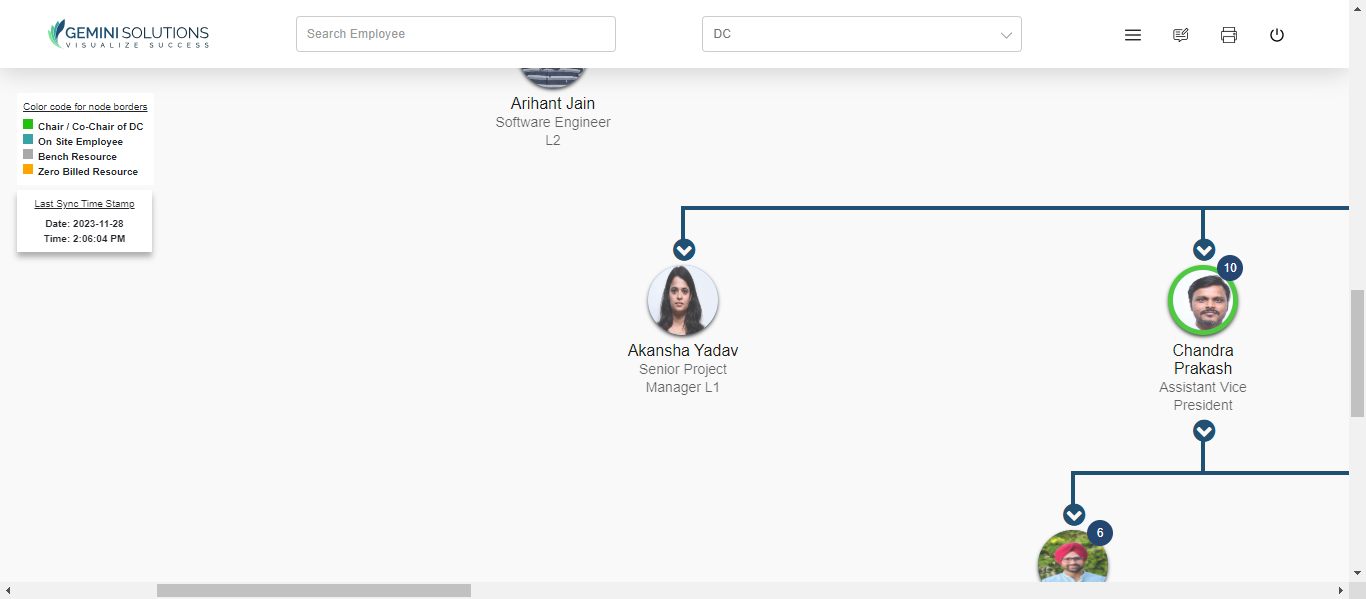 GEMINI SOLUTIONS
VISUALIZE SUCCESS
Search Employee
DC
Arihant Jain
Software Engineer
L2
Color code for node borders
Chair / Co-Chair of DC
On Site Employee
Bench Resource
Zero Billed Resource
Last Sync Time Stamp
Date: 2023-11-28
Time: 2:06:04 PM
10
Akansha Yadav
Senior Project
Manager L1
Chandra
Prakash
Assistant Vice
President
6